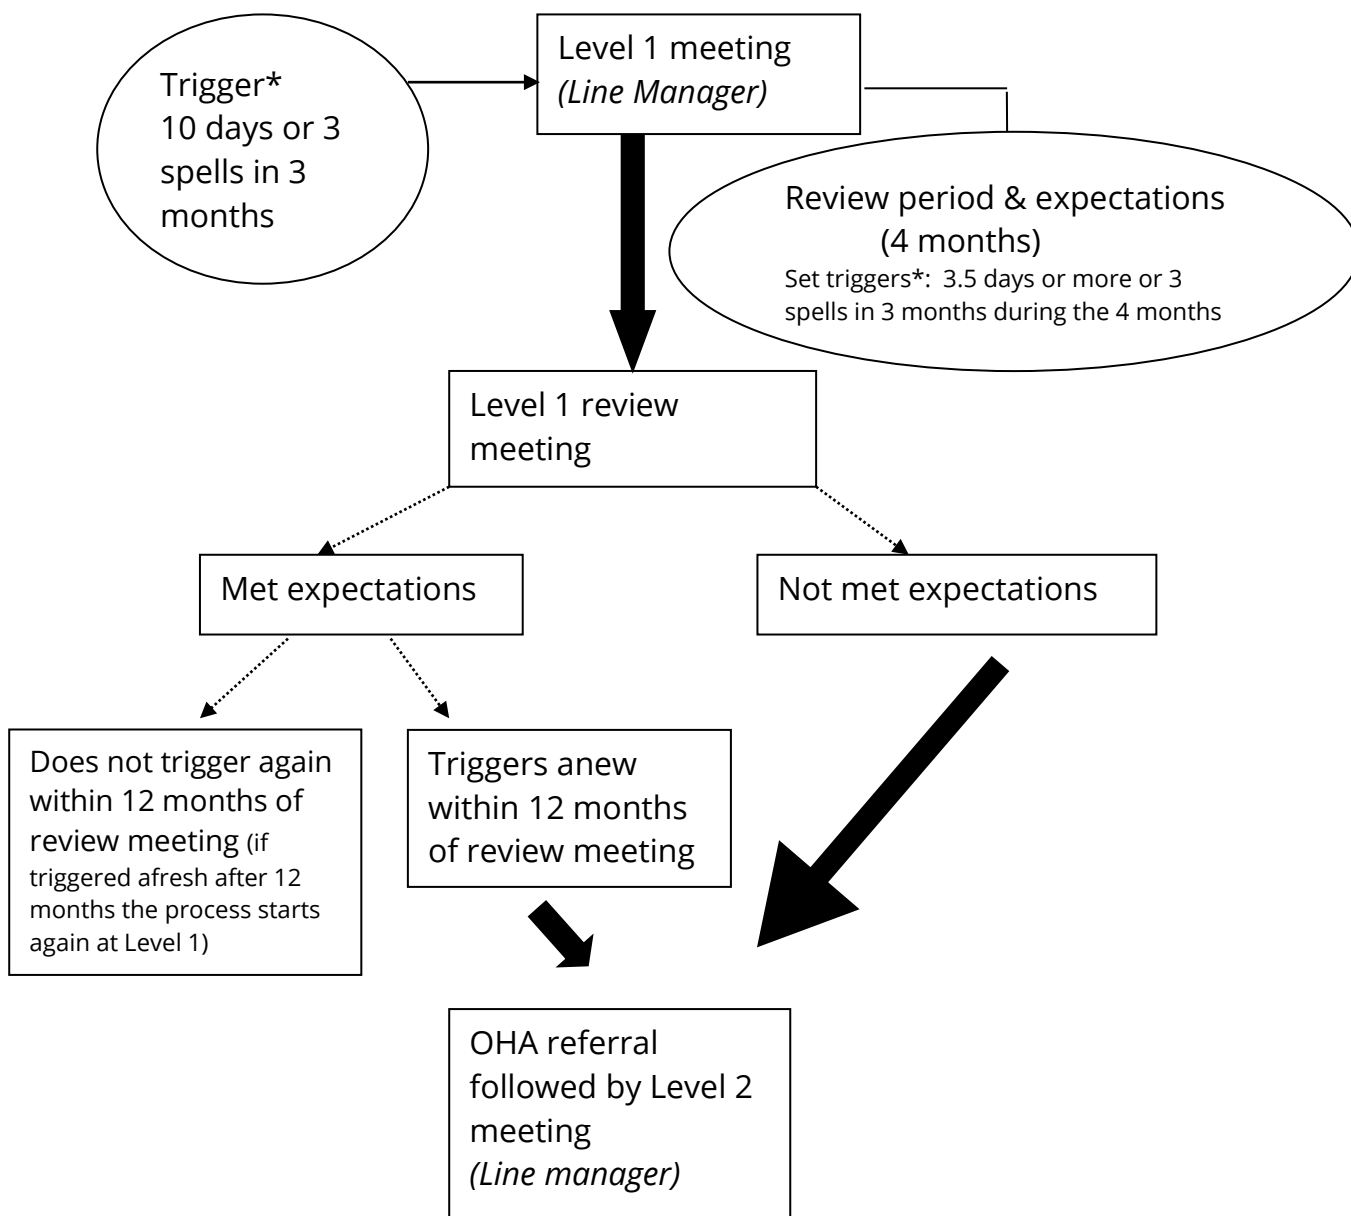 Trigger*
10 days or 3
spells in 3
months
Level 1 meeting
(Line Manager)
Review period & expectations
(4 months)
Set triggers*: 3.5 days or more or 3
spells in 3 months during the 4 months
Level 1 review
meeting
Met expectations
Not met expectations
Does not trigger again
within 12 months of
review meeting (if
triggered afresh after 12
months the process starts
again at Level 1)
Triggers anew
within 12 months
of review meeting
OHA referral
followed by Level 2
meeting
(Line manager)